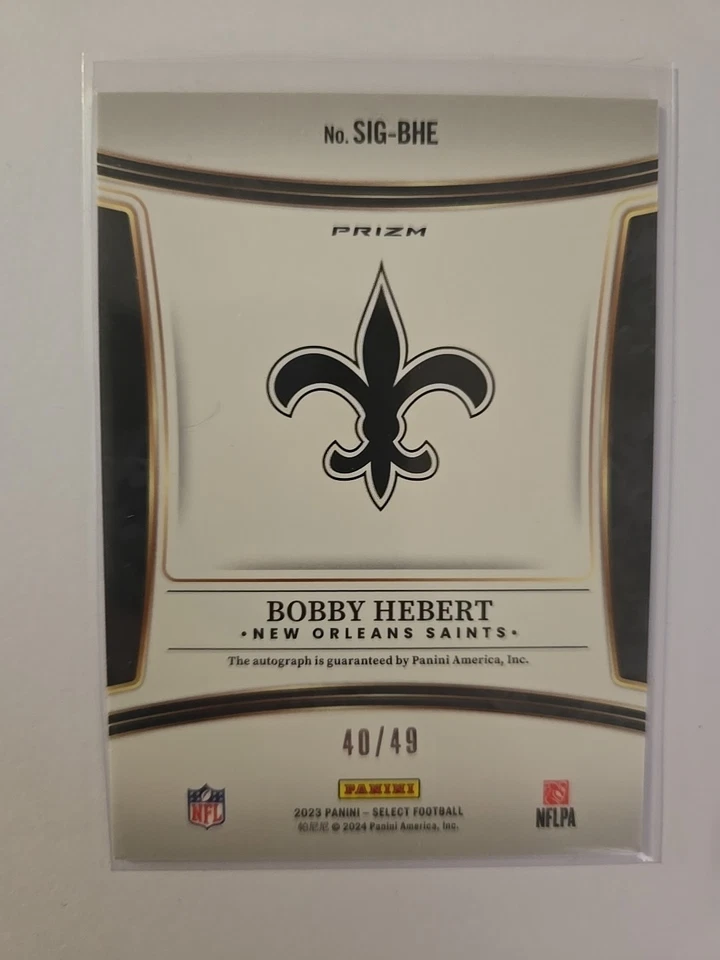 No. SIG-BHE
PRIZM
BOBBY HEBERT
•NEW ORLEANS SAINTS•
The autograph is guaranteed by Panini America, Inc.
40/49
PANINI
NFL
2023 PANINI – SELECT FOOTBALL
© 2024 Panini America, Inc.
NFLPA